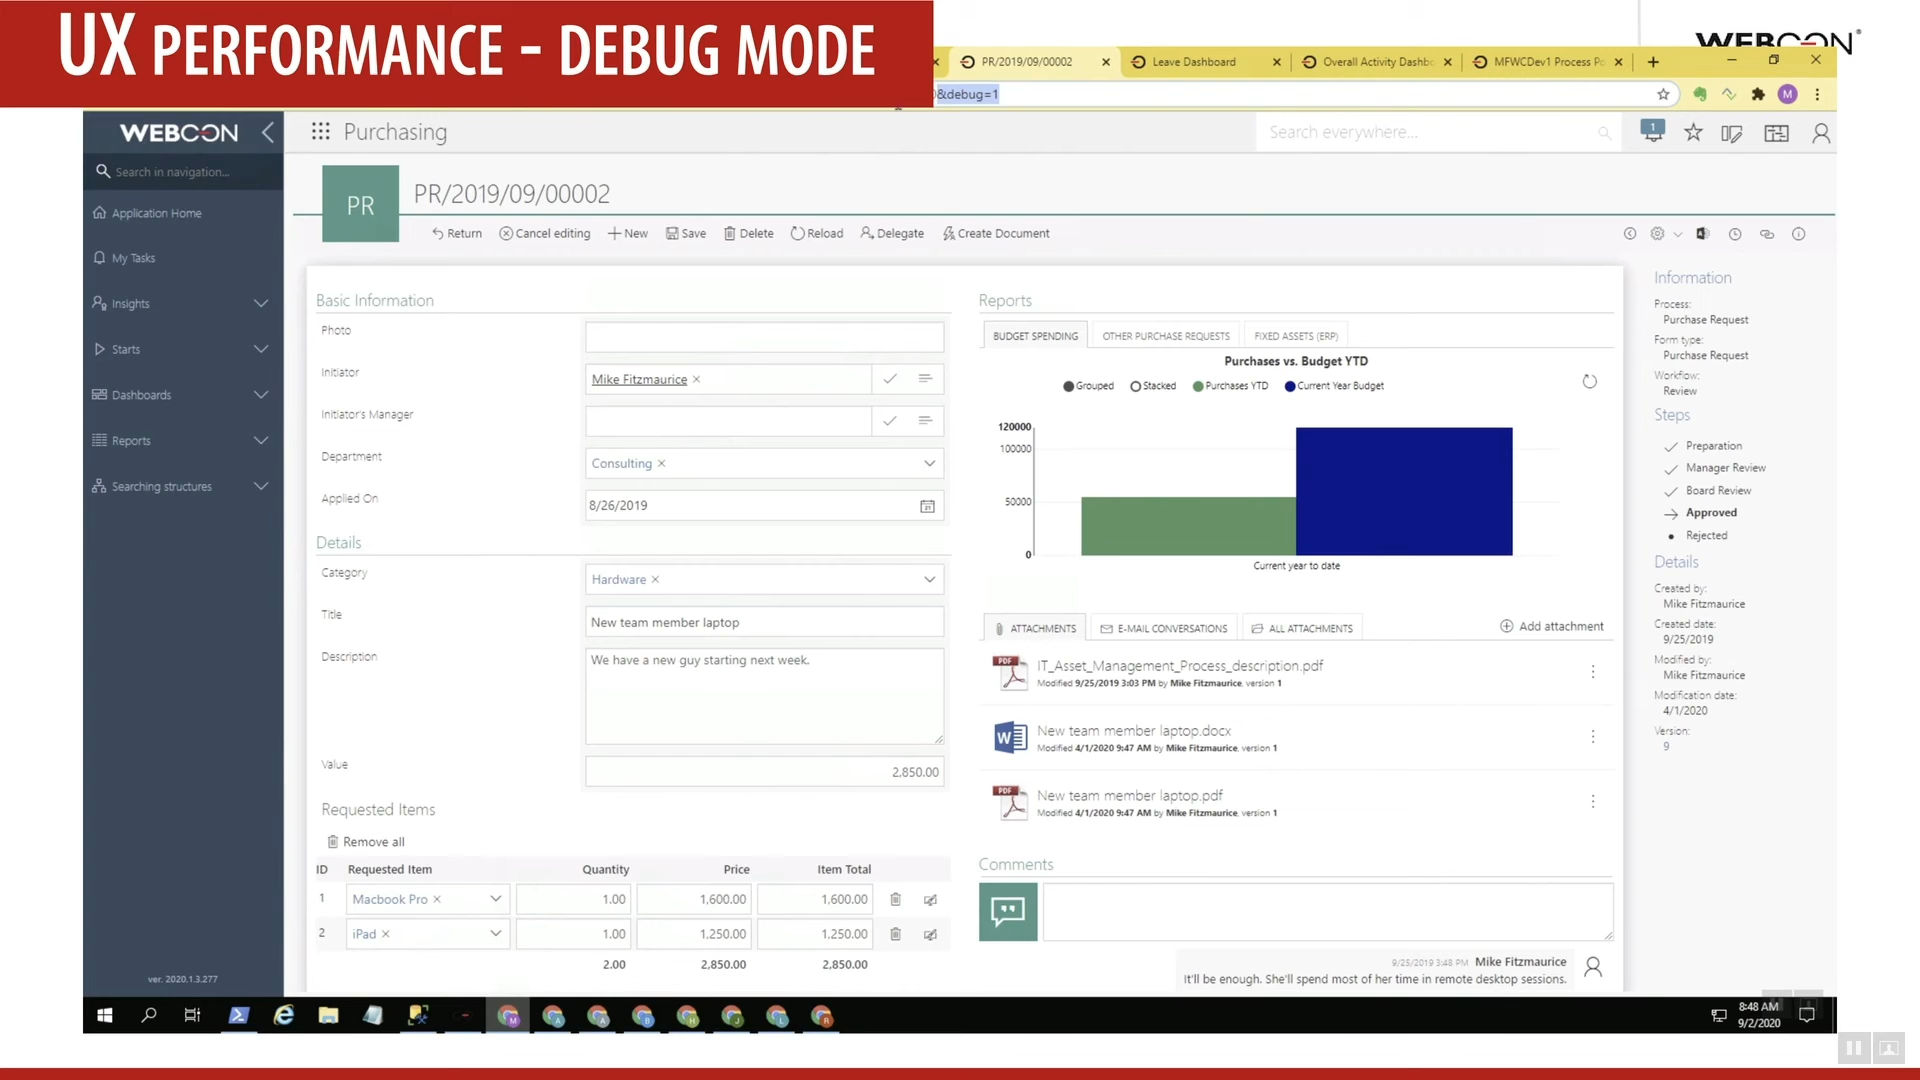 UX PERFORMANCE - DEBUG MODE
WEBCON
PR/2019/09/00002
Leave Dashboard
Overall Activity Dashbo
MFWCDev1 Process Po
&debug=1
M
WEBCON
Purchasing
Search everywhere...
1
Search in navigation...
PR
PR/2019/09/00002
Return
Cancel editing
New
Save
Delete
Reload
Delegate
Create Document
Application Home
My Tasks
Insights
Starts
Dashboards
Reports
Searching structures
ver. 2020.1.3.277
Basic Information
Photo
Initiator
Mike Fitzmaurice
Initiator's Manager
Department
Consulting
Applied On
8/26/2019
Details
Category
Hardware
Title
New team member laptop
Description
We have a new guy starting next week.
Value
2,850.00
Requested Items
Remove all
ID Requested Item Quantity Price Item Total
1 Macbook Pro 1.00 1,600.00 1,600.00
2 iPad 1.00 1,250.00 1,250.00
2.00 2,850.00 2,850.00
Reports
BUDGET SPENDING
OTHER PURCHASE REQUESTS
FIXED ASSETS (ERP)
Purchases vs. Budget YTD
Grouped Stacked Purchases YTD Current Year Budget
120000
100000
50000
0
Current year to date
ATTACHMENTS
E-MAIL CONVERSATIONS
ALL ATTACHMENTS
Add attachment
PDF
IT_Asset_Management_Process_description.pdf
Modified 9/25/2019 3:03 PM by Mike Fitzmaurice, version 1
W
New team member laptop.docx
Modified 4/1/2020 9:47 AM by Mike Fitzmaurice, version 1
PDF
New team member laptop.pdf
Modified 4/1/2020 9:47 AM by Mike Fitzmaurice, version 1
Comments
9/25/2019 3:48 PM Mike Fitzmaurice
It'll be enough. She'll spend most of her time in remote desktop sessions.
Information
Process:
Purchase Request
Form type:
Purchase Request
Workflow:
Review
Steps
Preparation
Manager Review
Board Review
Approved
Rejected
Details
Created by:
Mike Fitzmaurice
Created date:
9/25/2019
Modified by:
Mike Fitzmaurice
Modification date:
4/1/2020
Version:
9
8:48 AM
9/2/2020